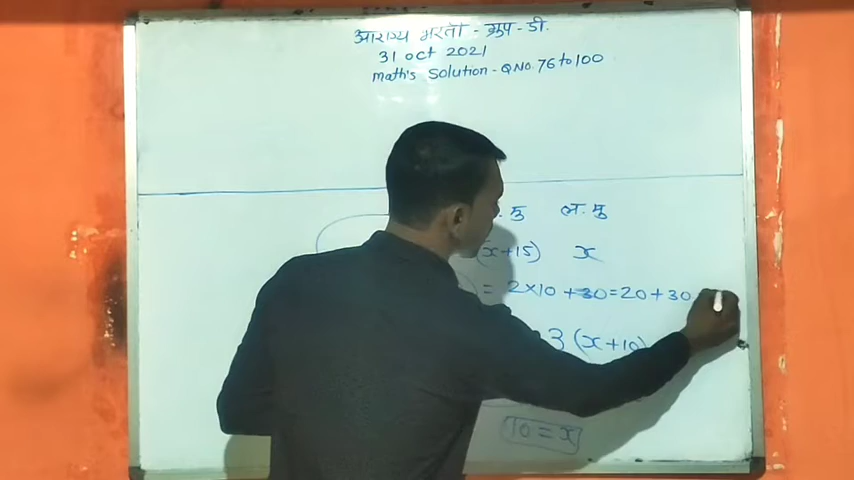 आरोग्य भरती - ग्रुप - डी.
31 oct 2021
math's Solution - Q.NO. 76 to 100
. मु ल. मु
(x+15) x
= 2×10 + 30 = 20 + 30
3 (x+10)
10 = x